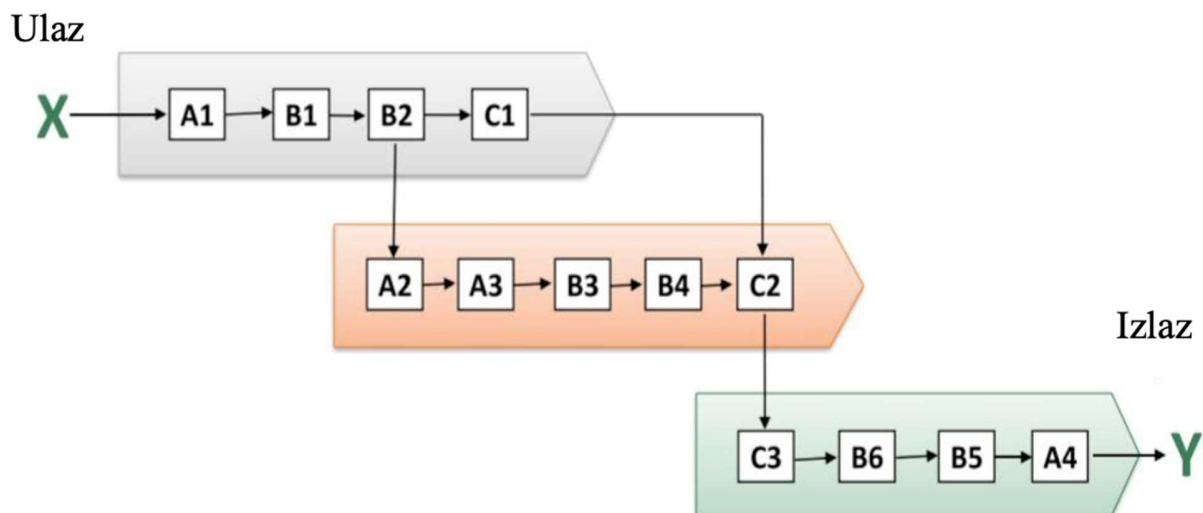 Ulaz
X A1 B1 B2 C1
A2 A3 B3 B4 C2
Izlaz
C3 B6 B5 A4 Y